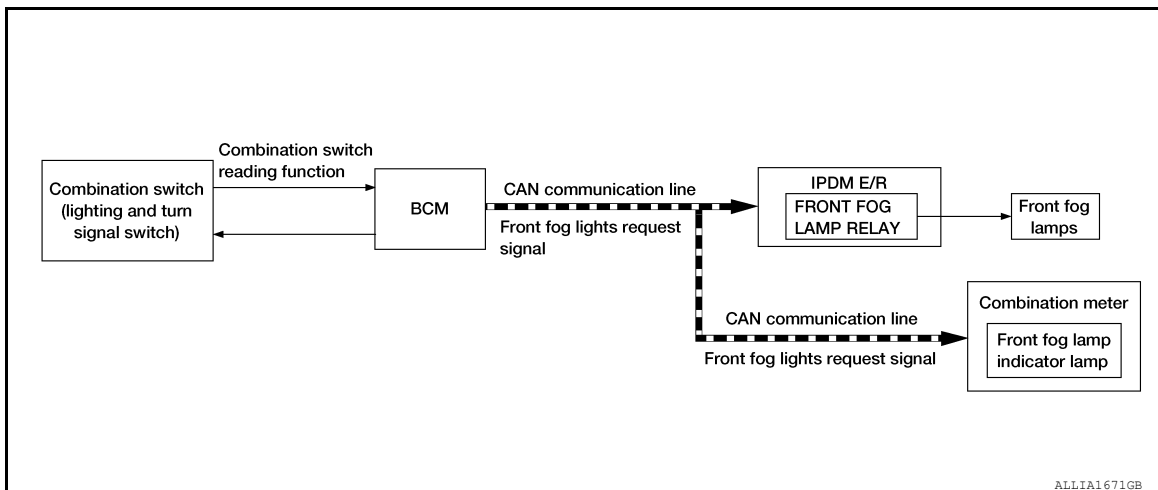 Combination switch
(lighting and turn
signal switch)
Combination switch
reading function
BCM
CAN communication line
Front fog lights request
signal
IPDM E/R
FRONT FOG
LAMP RELAY
Front fog
lamps
CAN communication line
Front fog lights request signal
Combination meter
Front fog lamp
indicator lamp
ALLIA1671GB